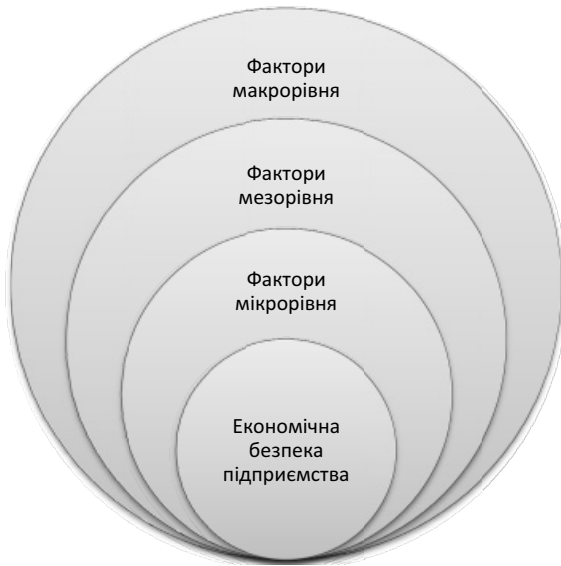 Фактори
макрорівня
Фактори
мезорівня
Фактори
мікрорівня
Економічна
безпека
підприємства